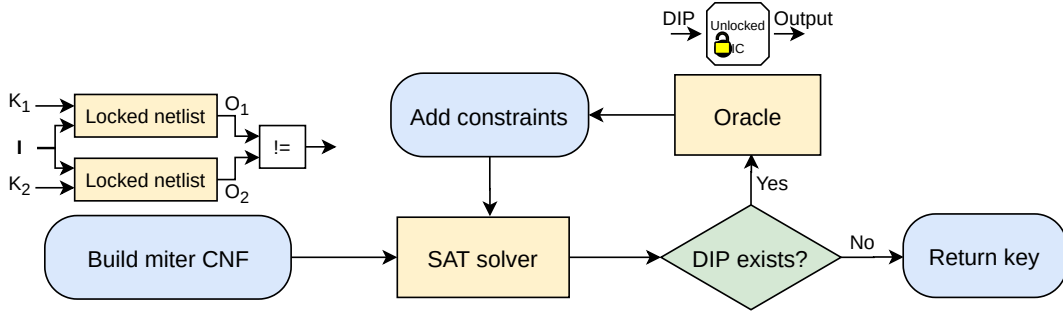 DIP
Unlocked
IC
Output
K1
Locked netlist
O1
I
!=
K2
Locked netlist
O2
Add constraints
Oracle
Yes
Build miter CNF
SAT solver
DIP exists?
No
Return key